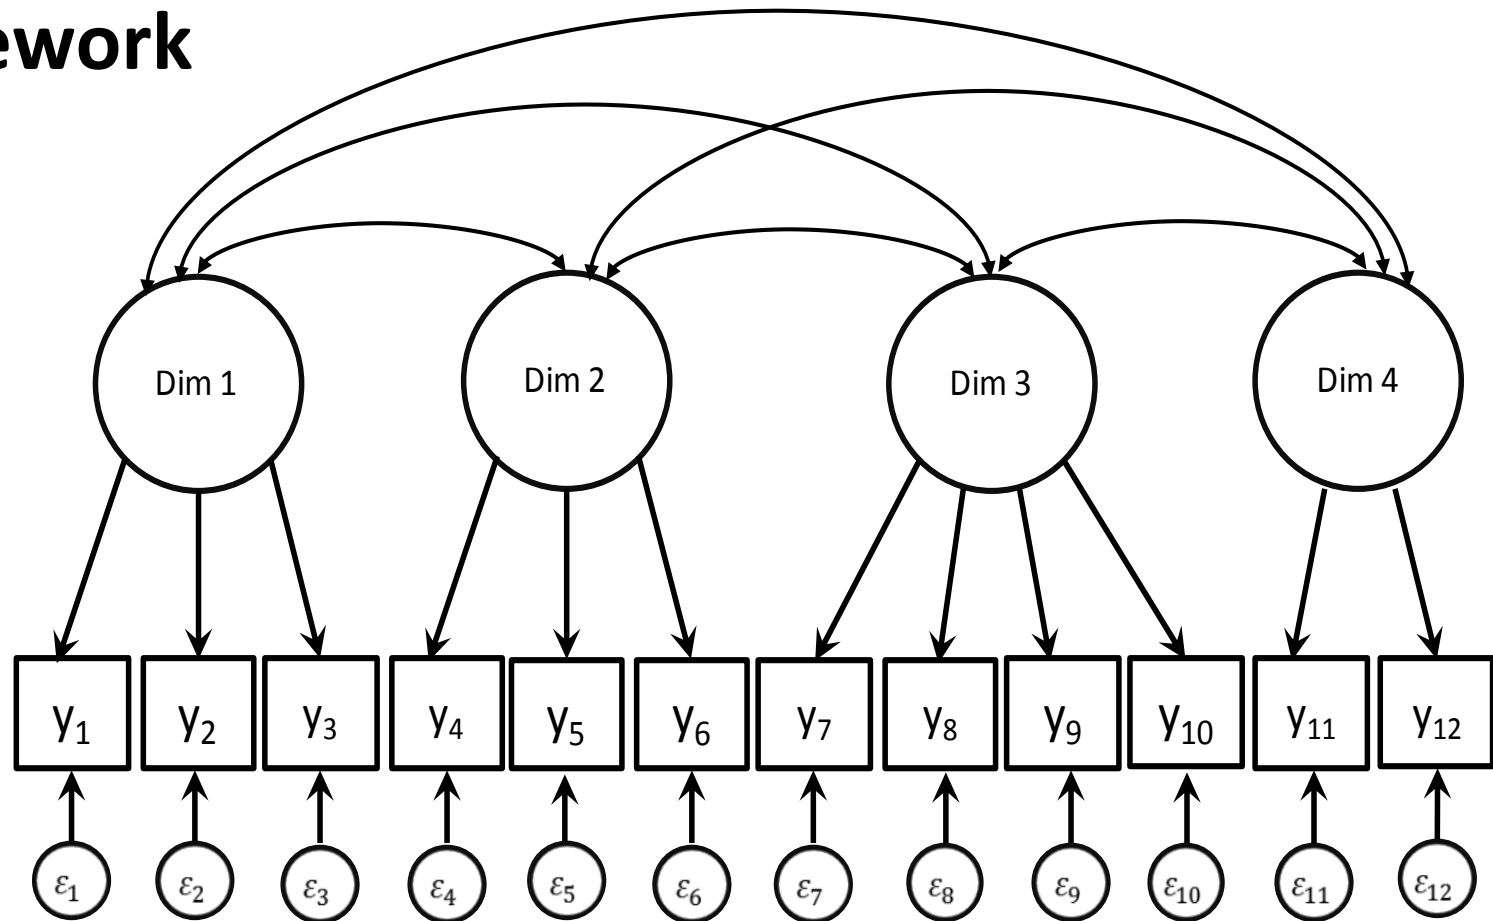 ework
Dim 1 Dim 2 Dim 3 Dim 4
y₁ y₂ y₃ y₄ y₅ y₆ y₇ y₈ y₉ y₁₀ y₁₁ y₁₂
ε₁ ε₂ ε₃ ε₄ ε₅ ε₆ ε₇ ε₈ ε₉ ε₁₀ ε₁₁ ε₁₂